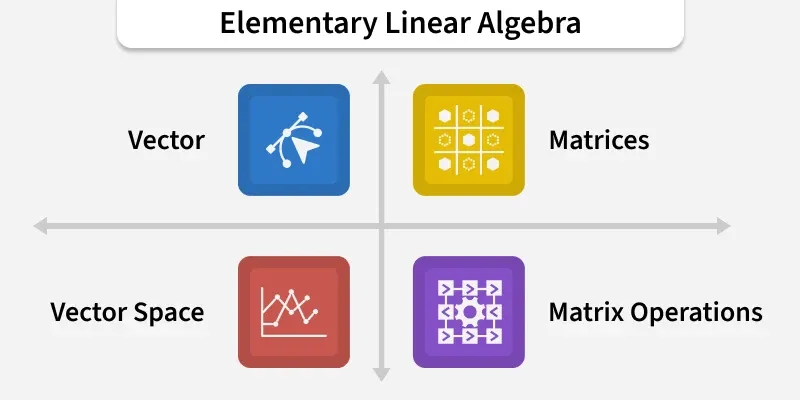 Elementary Linear Algebra
Vector
Matrices
Vector Space
Matrix Operations